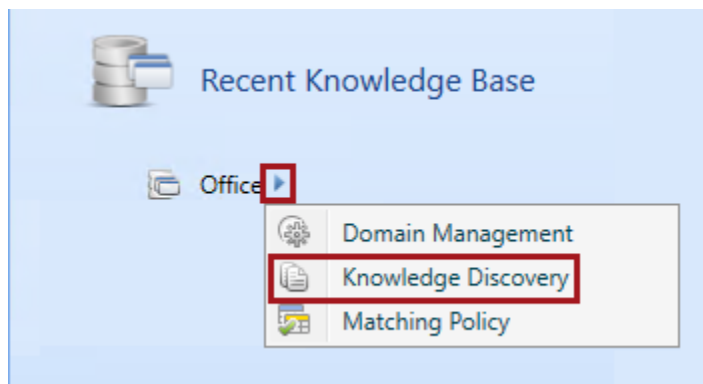 Recent Knowledge Base
Office
Domain Management
Knowledge Discovery
Matching Policy